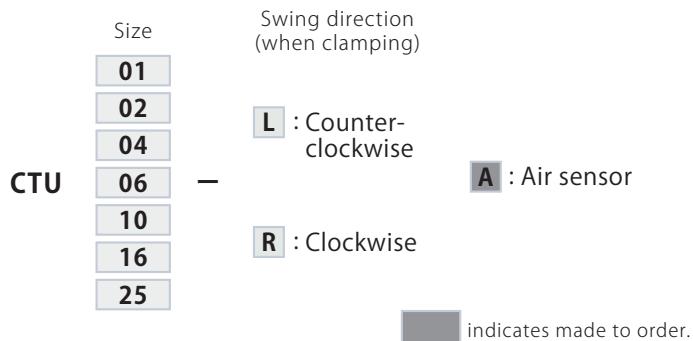 Size
Swing direction
(when clamping)
01
02
04
06
10
16
25
CTU
–
L : Counter-
clockwise
R : Clockwise
A : Air sensor
indicates made to order.